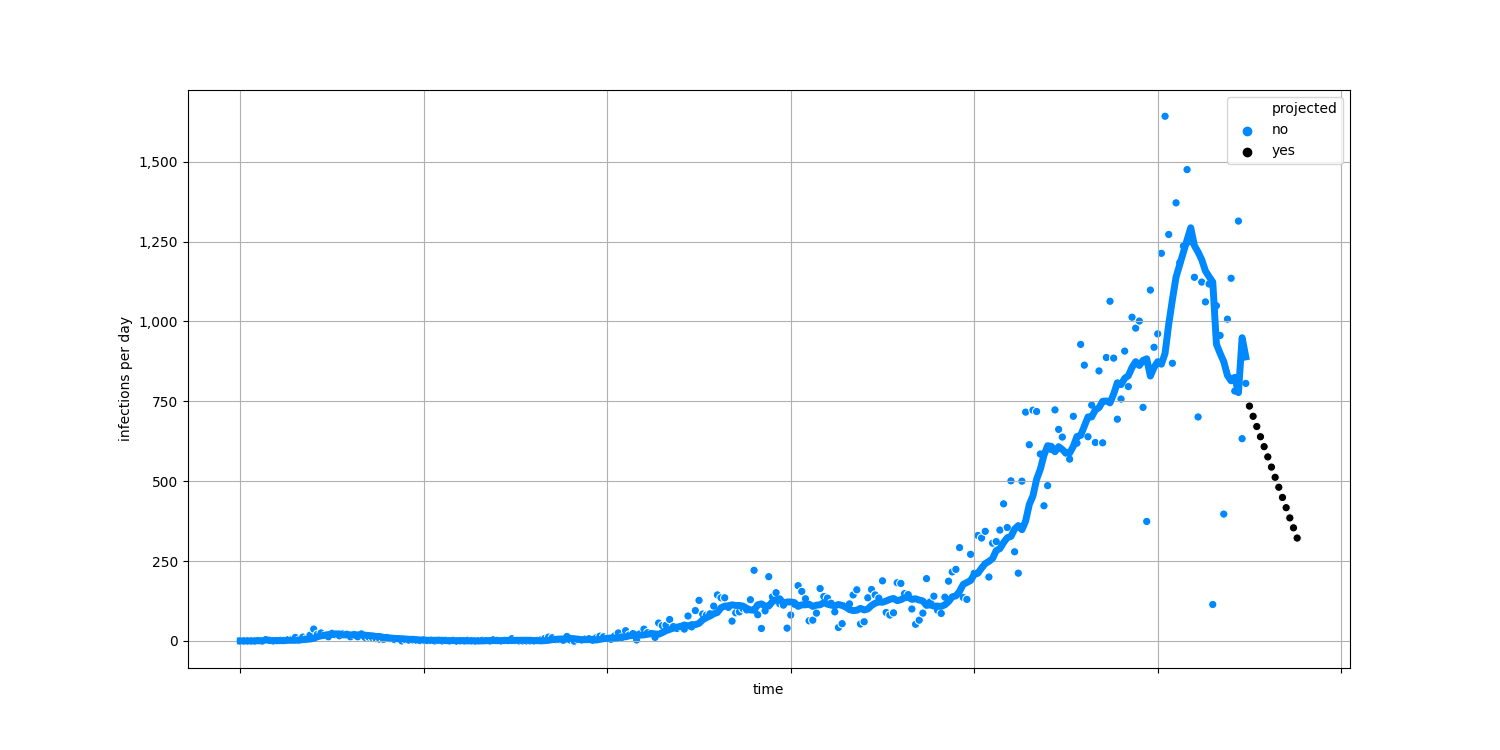 projected
no
yes
1,500
1,250
1,000
750
500
250
0
infections per day
time